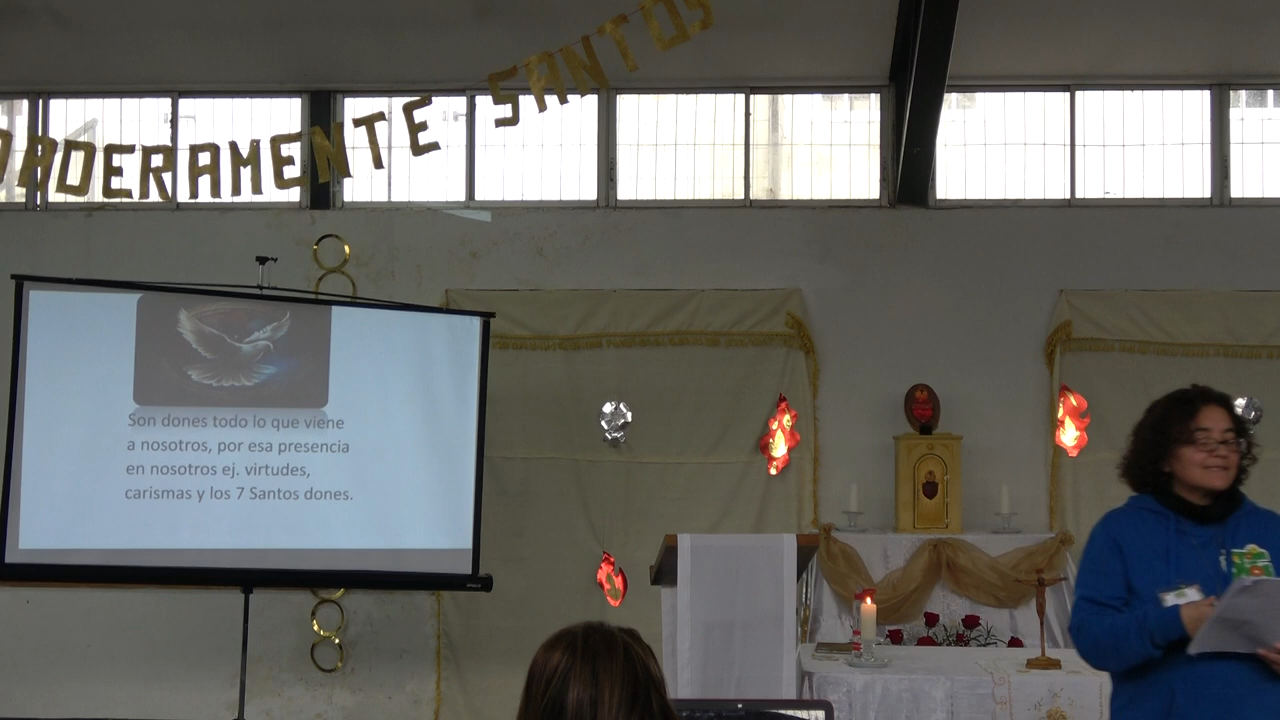 PODERAMENTE SANTOS
Son dones todo lo que viene
a nosotros, por esa presencia
en nosotros ej. virtudes,
carismas y los 7 Santos dones.